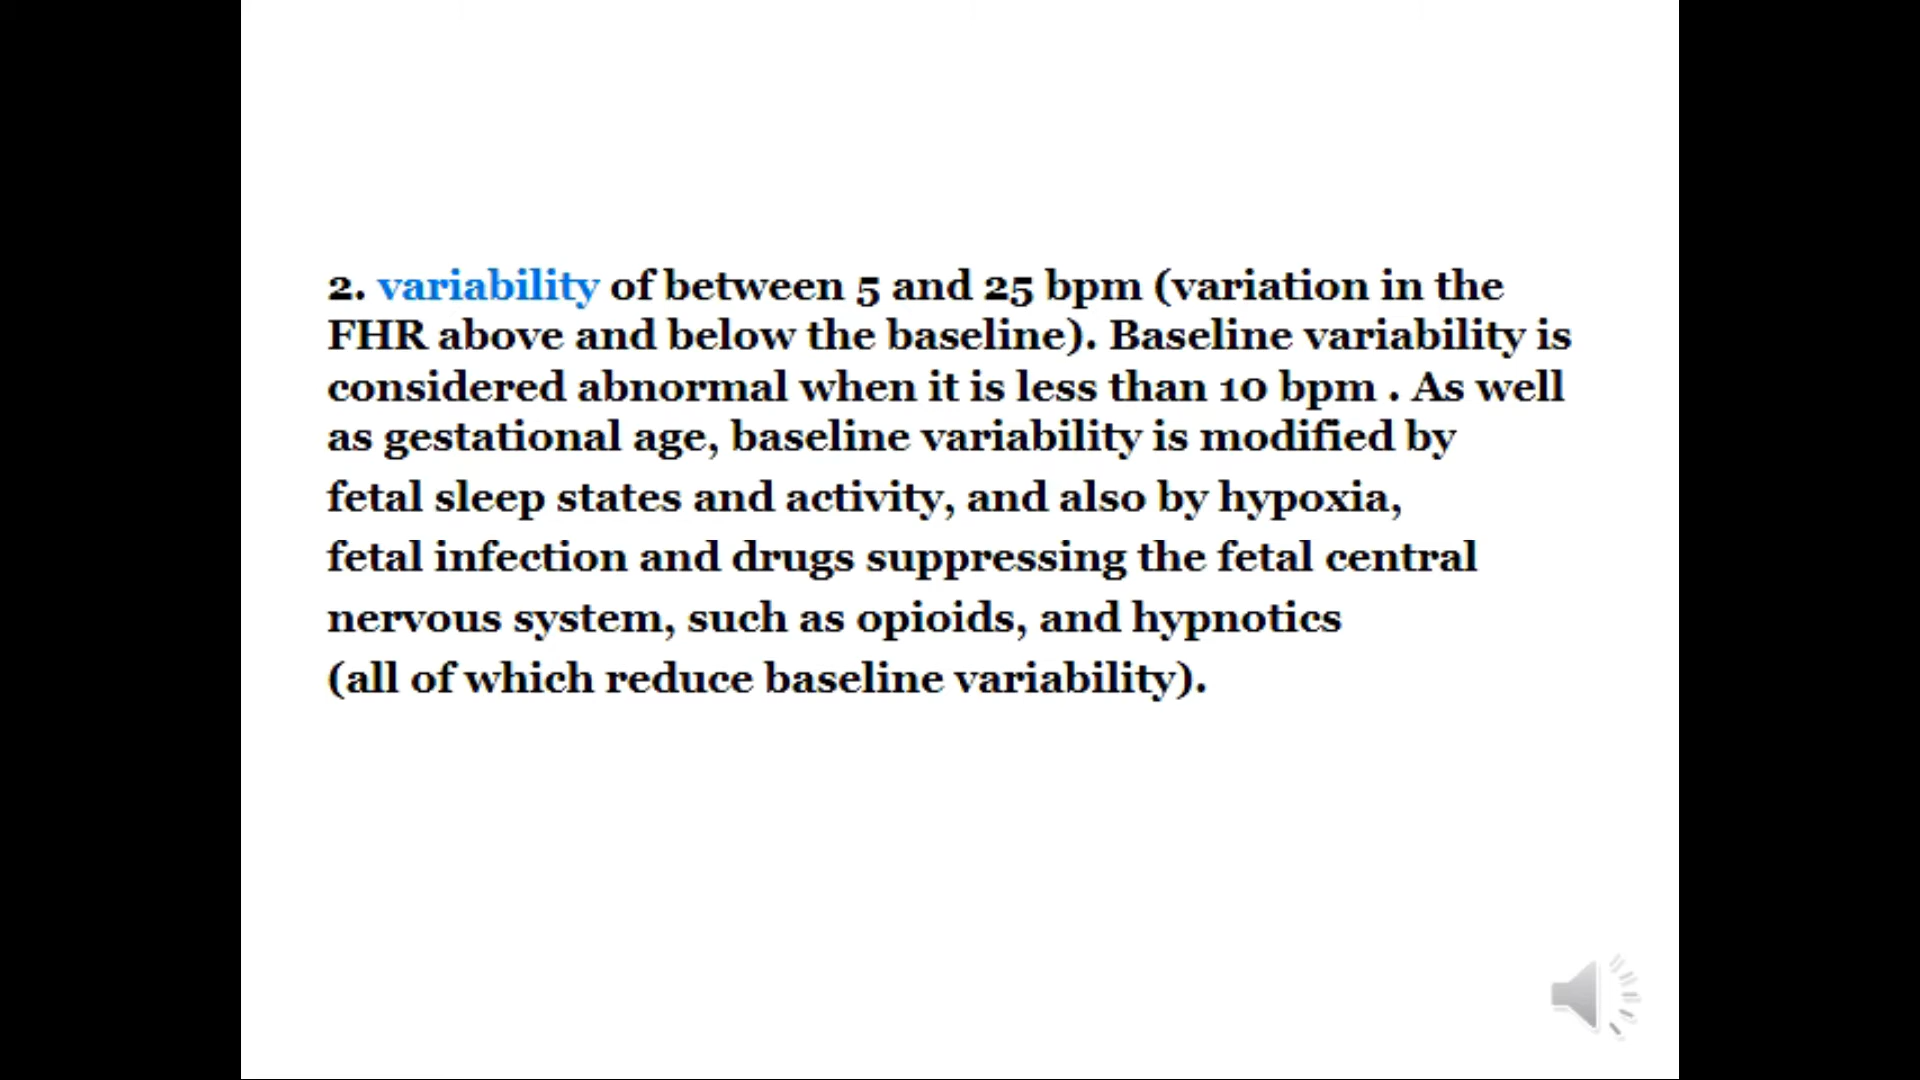 2. variability of between 5 and 25 bpm (variation in the
FHR above and below the baseline). Baseline variability is
considered abnormal when it is less than 10 bpm . As well
as gestational age, baseline variability is modified by
fetal sleep states and activity, and also by hypoxia,
fetal infection and drugs suppressing the fetal central
nervous system, such as opioids, and hypnotics
(all of which reduce baseline variability).